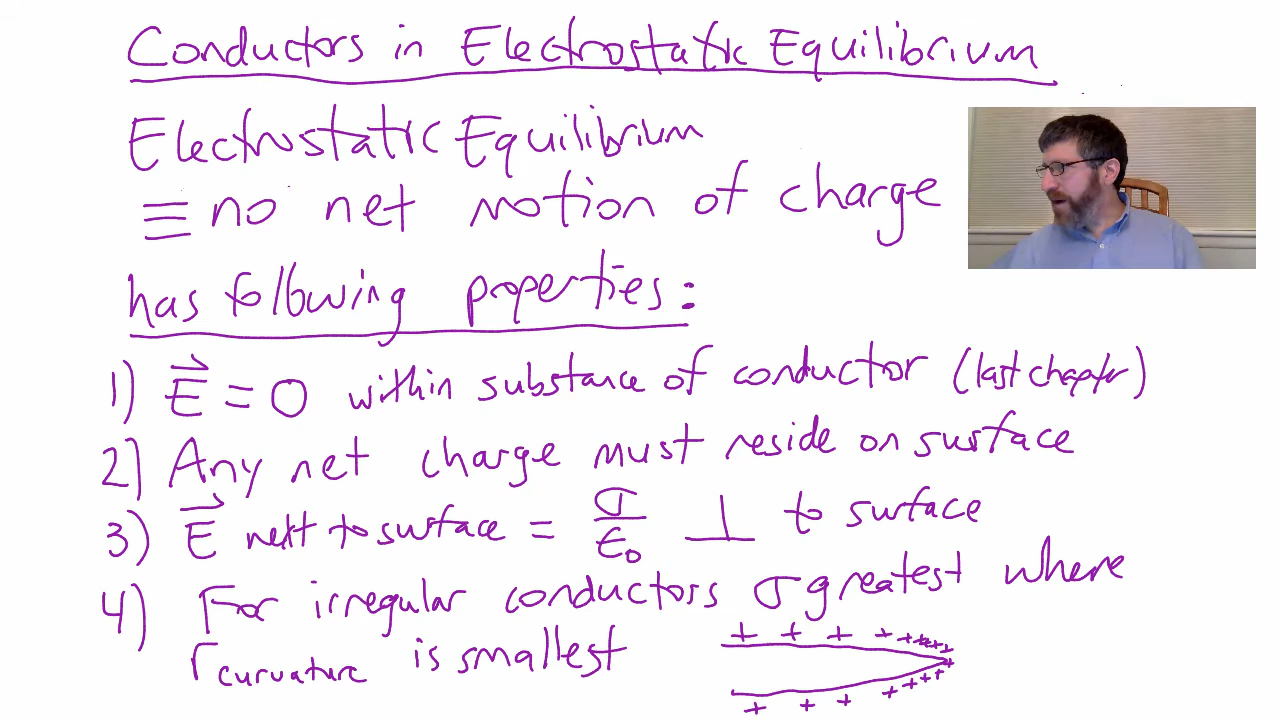 Conductors in Electrostatic Equilibrium
Electrostatic Equilibrium
≡ no net motion of charge
has following properties:
1) E⃗ = 0 within substance of conductor (last chapter)
2) Any net charge must reside on surface
3) E⃗ next to surface = σ/ε₀ ⊥ to surface
4) For irregular conductors σ greatest where
r curvature is smallest
+ + + + + + + + +
+
+ + + + + + +